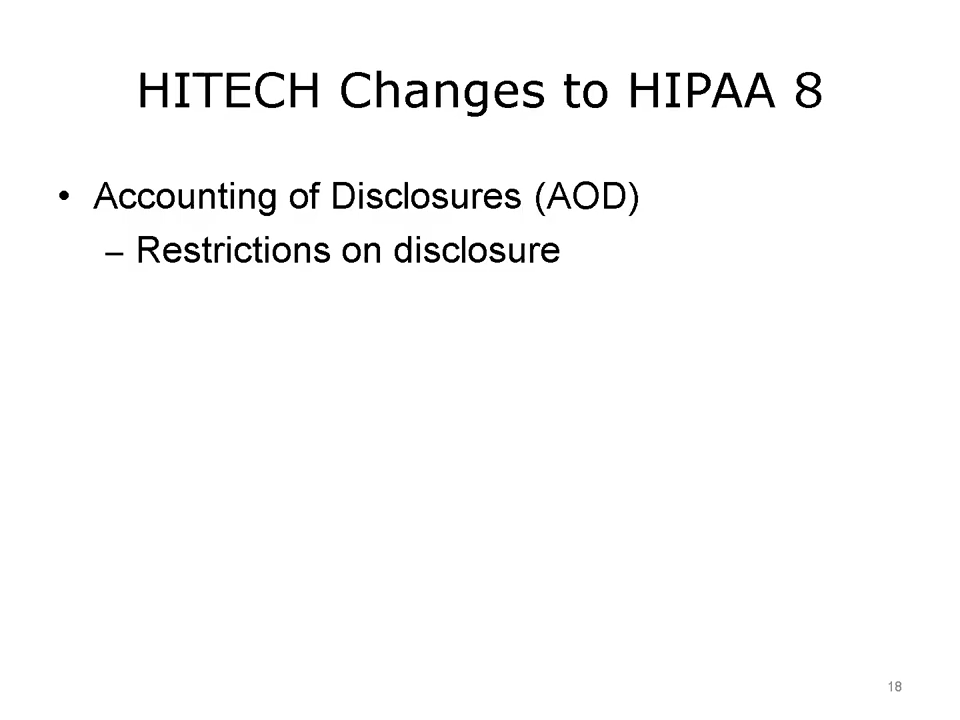 HITECH Changes to HIPAA 8
• Accounting of Disclosures (AOD)
– Restrictions on disclosure
18